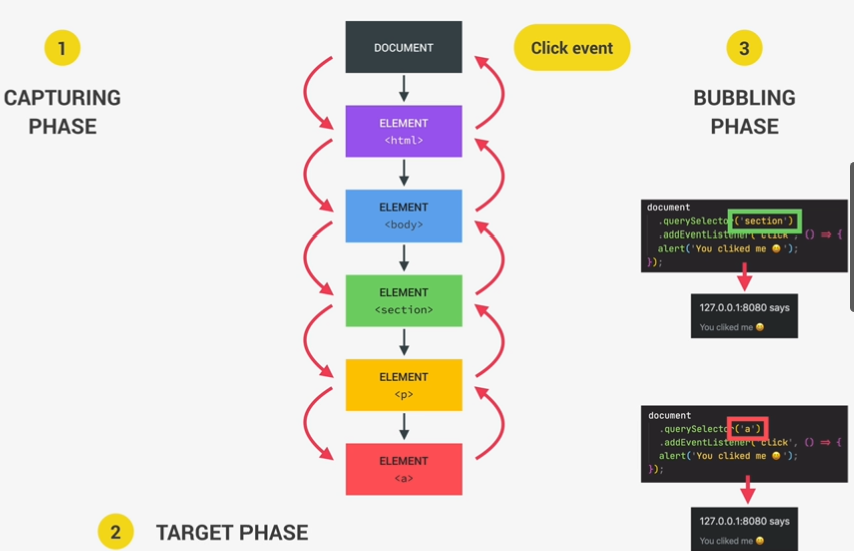 1
CAPTURING
PHASE
DOCUMENT
ELEMENT
<html>
ELEMENT
<body>
ELEMENT
<section>
ELEMENT
<p>
ELEMENT
<a>
2
TARGET PHASE
Click event
3
BUBBLING
PHASE
document
.querySelector('section')
.addEventListener('click', () => {
alert('You cliked me 😀');
});
127.0.0.1:8080 says
You cliked me 😀
document
.querySelector('a')
.addEventListener('click', () => {
alert('You cliked me 😀');
});
127.0.0.1:8080 says
You cliked me 😀